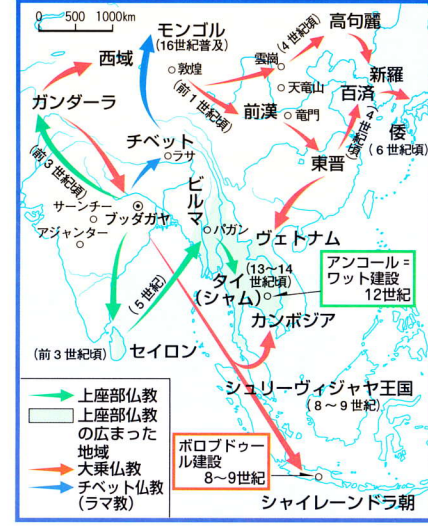 0 500 1000km
モンゴル
(16世紀普及)
高句麗
(4世紀頃)
西域
敦煌
雲崗
天竜山
新羅
ガンダーラ
(前1世紀)
前漢
竜門
百済
倭
(6世紀頃)
チベット
ラサ
東晋
(4世紀頃)
(前3世紀頃)
サーンチー
ブッダガヤ
アジャンター
ビルマ
パガン
ヴェトナム
(13〜14世紀頃)
タイ
(シャム)
アンコール=
ワット建設
12世紀
(5世紀)
カンボジア
(前3世紀頃)
セイロン
シュリーヴィジャヤ王国
(8〜9世紀)
上座部仏教
上座部仏教
の広まった
地域
大乗仏教
チベット仏教
(ラマ教)
ボロブドゥー
ル建設
8〜9世紀
シャイレーンドラ朝